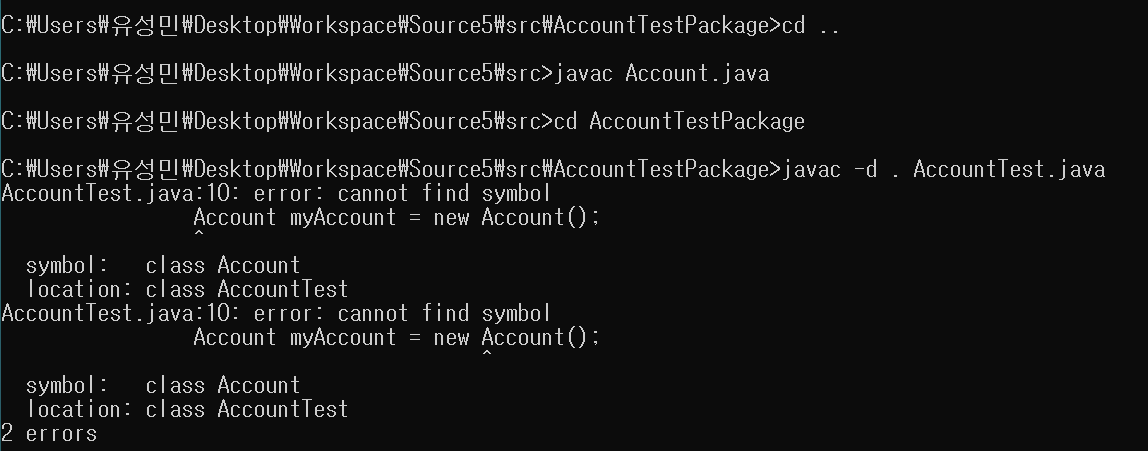 C:₩Users₩유성민₩Desktop₩Workspace₩Source5₩src₩AccountTestPackage>cd ..
C:₩Users₩유성민₩Desktop₩Workspace₩Source5₩src>javac Account.java
C:₩Users₩유성민₩Desktop₩Workspace₩Source5₩src>cd AccountTestPackage
C:₩Users₩유성민₩Desktop₩Workspace₩Source5₩src₩AccountTestPackage>javac -d . AccountTest.java
AccountTest.java:10: error: cannot find symbol
                Account myAccount = new Account();
                ^
  symbol:   class Account
  location: class AccountTest
AccountTest.java:10: error: cannot find symbol
                Account myAccount = new Account();
                                        ^
  symbol:   class Account
  location: class AccountTest
2 errors